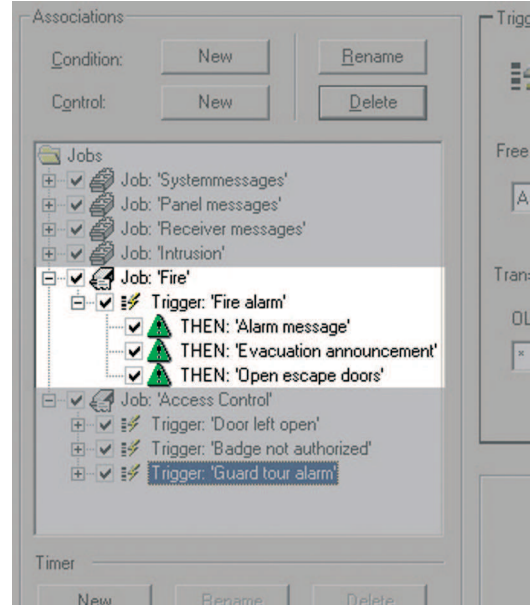 Associations
Condition:
New
Rename
Control:
New
Delete
Jobs
Job: 'Systemmessages'
Job: 'Panel messages'
Job: 'Receiver messages'
Job: 'Intrusion'
Job: 'Fire'
Trigger: 'Fire alarm'
THEN: 'Alarm message'
THEN: 'Evacuation announcement'
THEN: 'Open escape doors'
Job: 'Access Control'
Trigger: 'Door left open'
Trigger: 'Badge not authorized'
Trigger: 'Guard tour alarm'
Timer
New
Rename
Delete
Free
A
OL
*